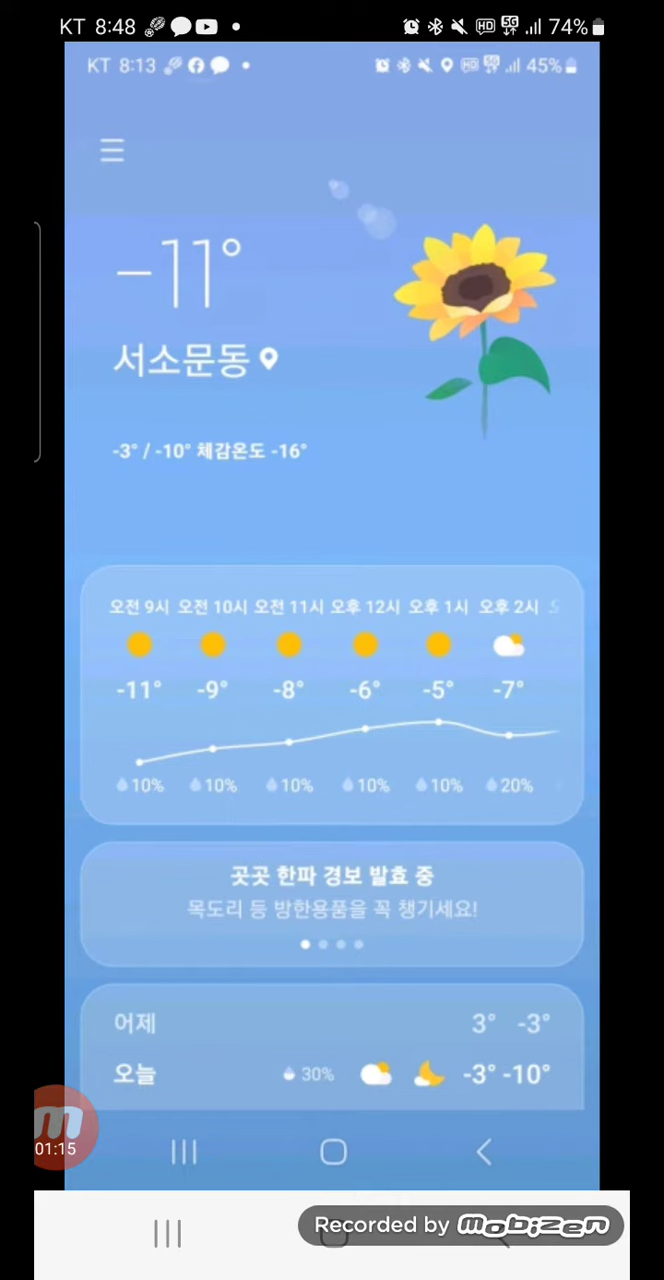 KT 8:48 74%
KT 8:13 45%
-11°
서소문동
-3° / -10° 체감온도 -16°
오전 9시 오전 10시 오전 11시 오후 12시 오후 1시 오후 2시
-11° -9° -8° -6° -5° -7°
10% 10% 10% 10% 10% 20%
곳곳 한파 경보 발효 중
목도리 등 방한용품을 꼭 챙기세요!
어제 3° -3°
오늘 30% -3° -10°
01:15
Recorded by mobizen